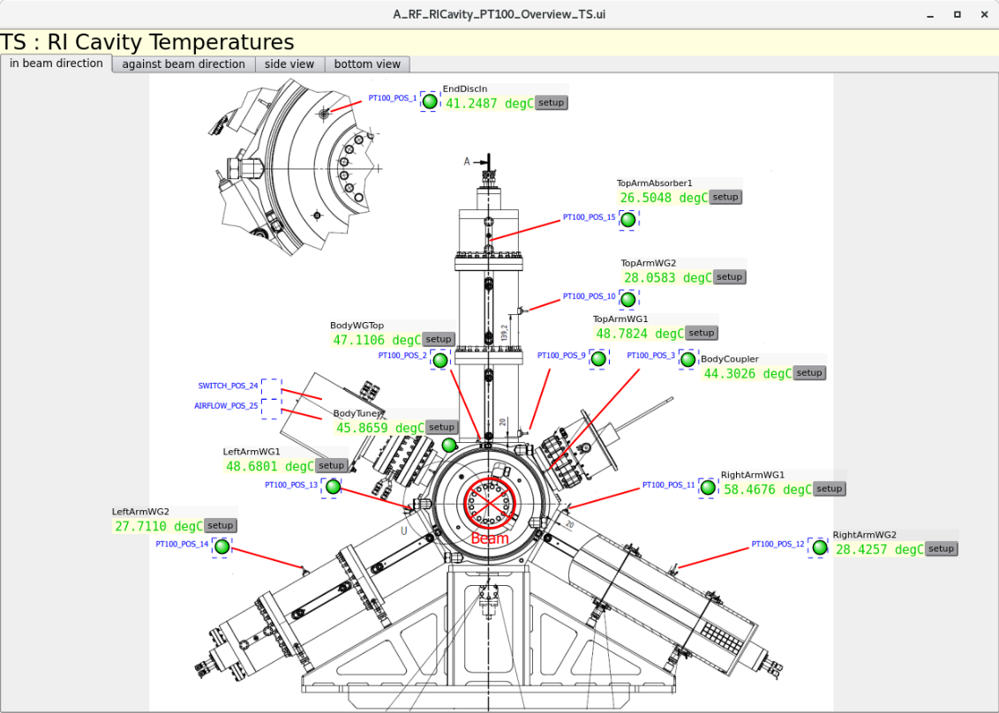 A_RF_RICavity_PT100_Overview_TS.ui
TS : RI Cavity Temperatures
in beam direction
against beam direction
side view
bottom view
EndDiscIn
PT100_POS_1
41.2487 degC
setup
A
TopArmAbsorber1
26.5048 degC
setup
PT100_POS_15
TopArmWG2
28.0583 degC
setup
PT100_POS_10
139,2
BodyWGTop
47.1106 degC
setup
PT100_POS_2
TopArmWG1
48.7824 degC
setup
PT100_POS_9
PT100_POS_3
BodyCoupler
44.3026 degC
setup
SWITCH_POS_24
AIRFLOW_POS_25
BodyTuner
45.8659 degC
setup
20
LeftArmWG1
48.6801 degC
setup
PT100_POS_13
RightArmWG1
PT100_POS_11
58.4676 degC
setup
LeftArmWG2
27.7110 degC
setup
PT100_POS_14
U
Beam
20
RightArmWG2
PT100_POS_12
28.4257 degC
setup